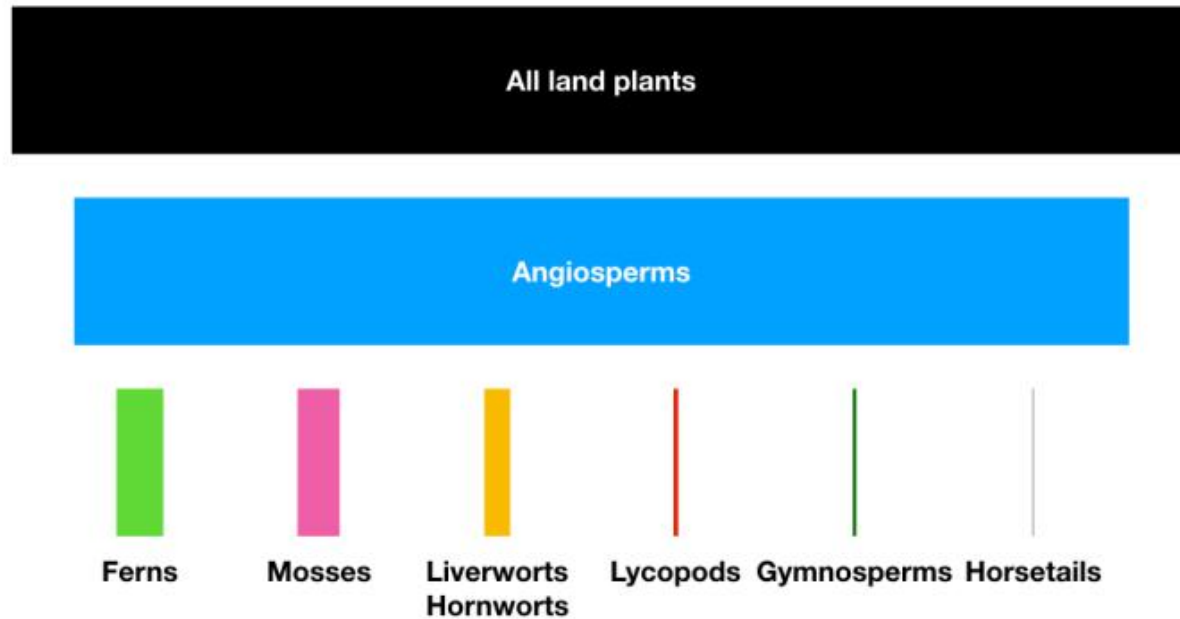 All land plants
Angiosperms
Ferns
Mosses
Liverworts
Hornworts
Lycopods
Gymnosperms
Horsetails